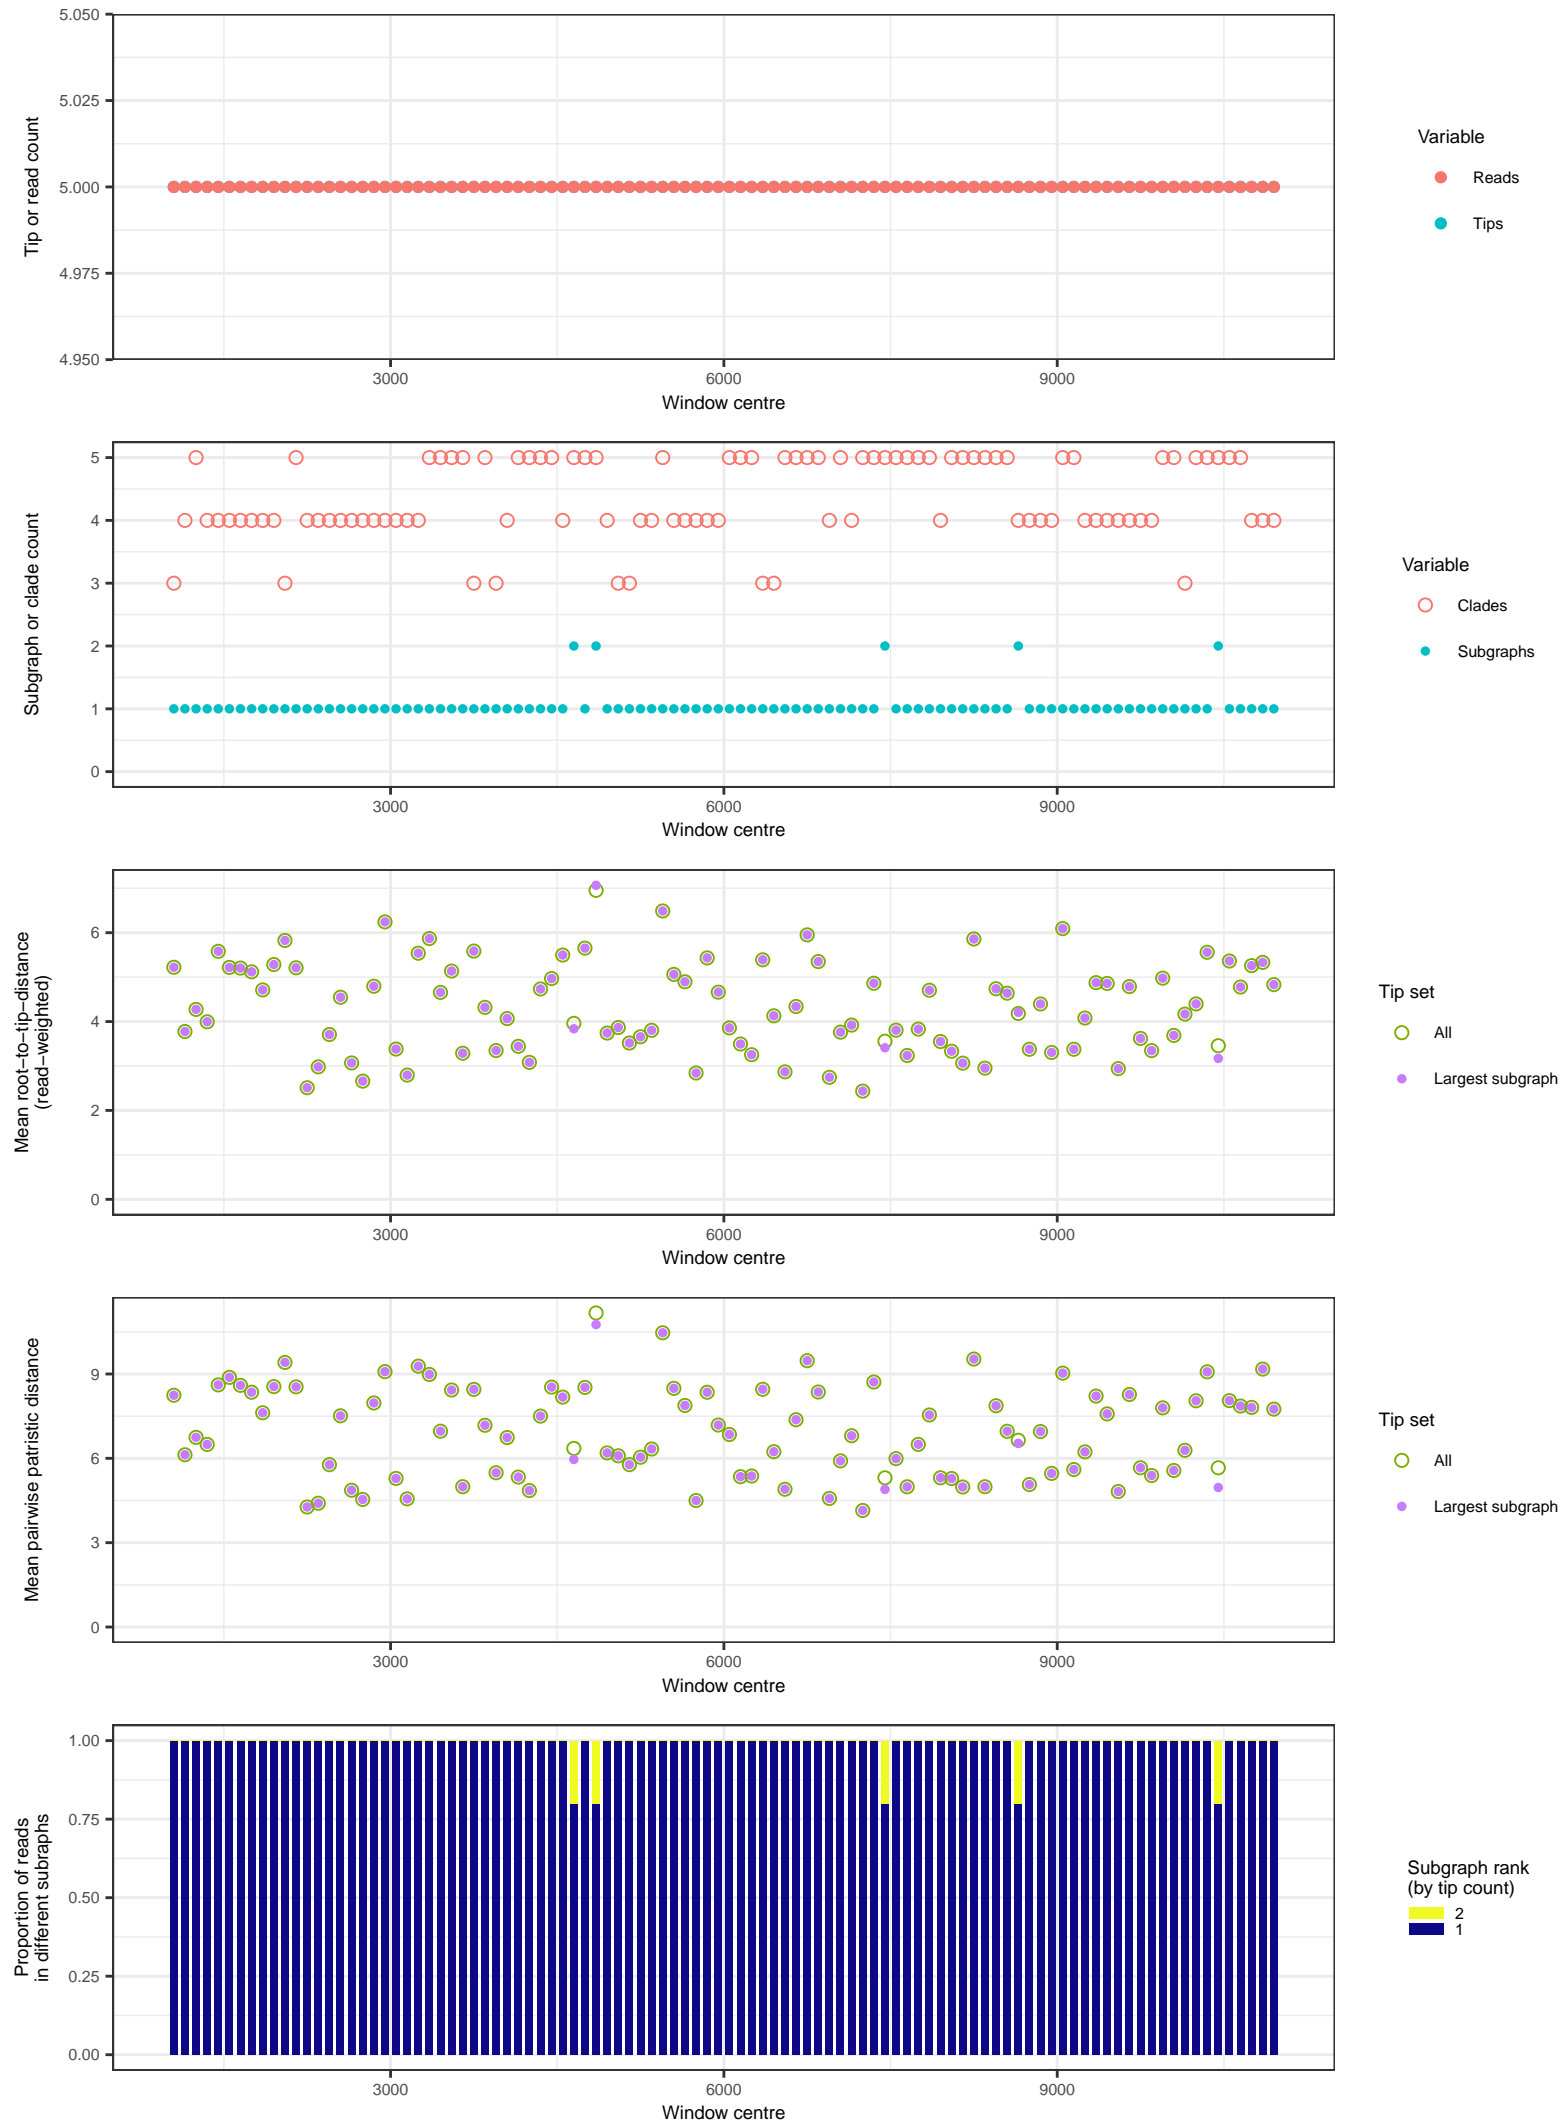 5.050
5.025
5.000
4.975
4.950
Tip or read count
3000 6000 9000
Window centre
Variable
Reads
Tips
5
4
3
2
1
0
Subgraph or clade count
3000 6000 9000
Window centre
Variable
Clades
Subgraphs
6
4
2
0
Mean root−to−tip−distance
(read−weighted)
3000 6000 9000
Window centre
Tip set
All
Largest subgraph
9
6
3
0
Mean pairwise patristic distance
3000 6000 9000
Window centre
Tip set
All
Largest subgraph
1.00
0.75
0.50
0.25
0.00
Proportion of reads
in different subraphs
3000 6000 9000
Window centre
Subgraph rank
(by tip count)
2
1